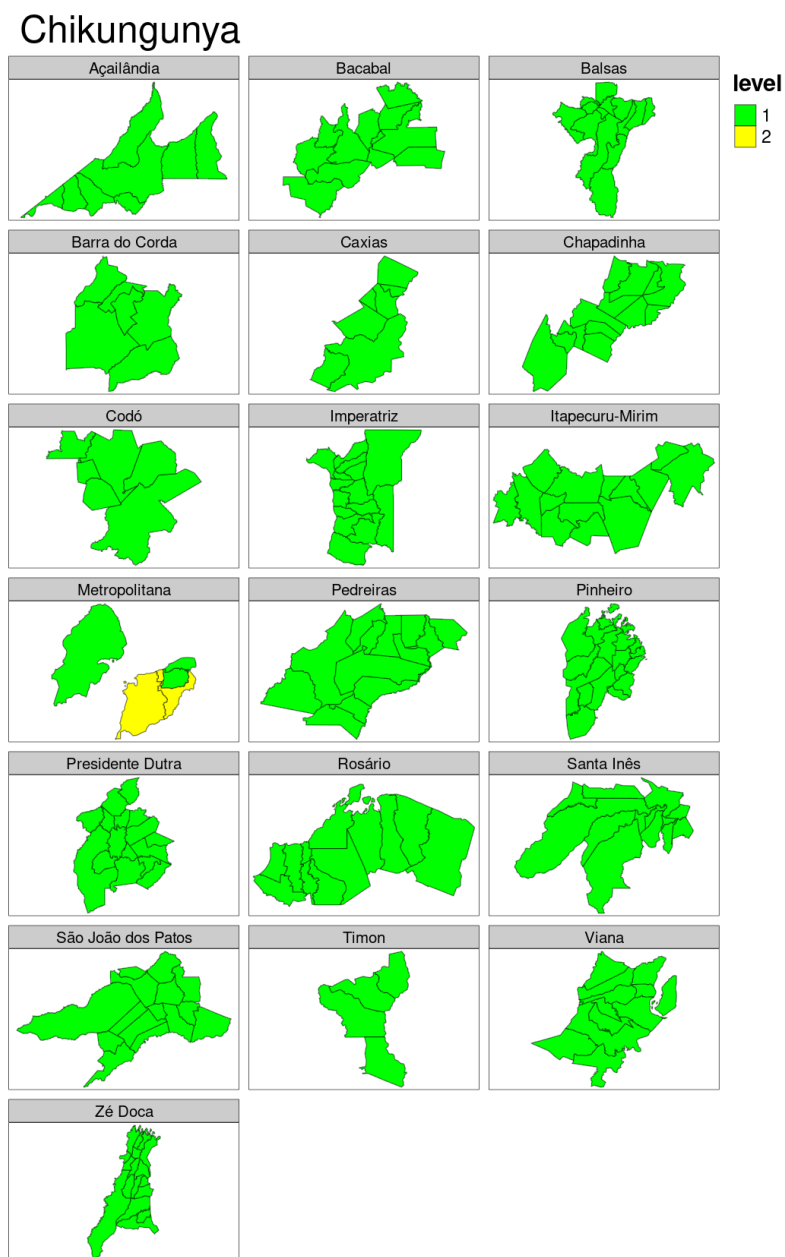 Chikungunya
Açailândia
Bacabal
Balsas
level
1
2
Barra do Corda
Caxias
Chapadinha
Codó
Imperatriz
Itapecuru-Mirim
Metropolitana
Pedreiras
Pinheiro
Presidente Dutra
Rosário
Santa Inês
São João dos Patos
Timon
Viana
Zé Doca